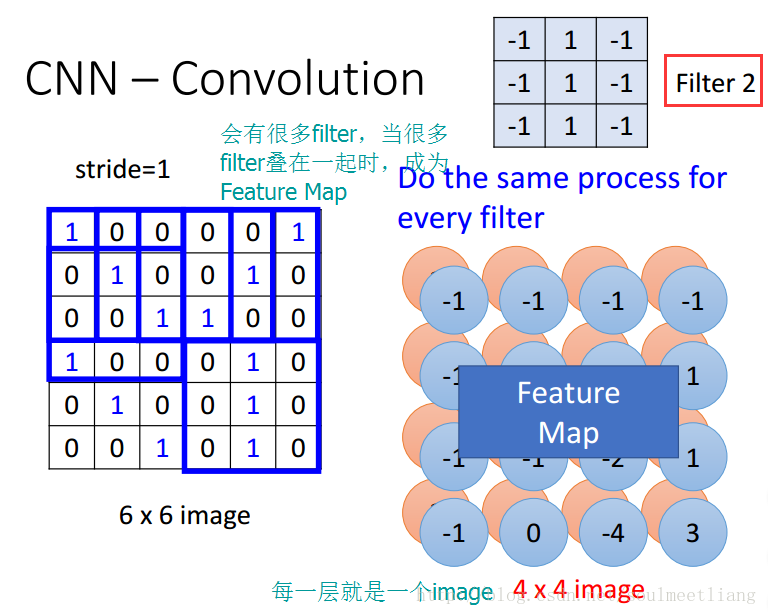 -1 1 -1
-1 1 -1
-1 1 -1
Filter 2
CNN – Convolution
会有很多filter，当很多
filter叠在一起时，成为
Feature Map
stride=1
Do the same process for
every filter
1 0 0 0 0 1
0 1 0 0 1 0
0 0 1 1 0 0
1 0 0 0 1 0
0 1 0 0 1 0
0 0 1 0 1 0
6 x 6 image
-1 -1 -1 -1
-1 1
Feature
Map
-1 -1 -2 1
-1 0 -4 3
每一层就是一个image
4 x 4 image